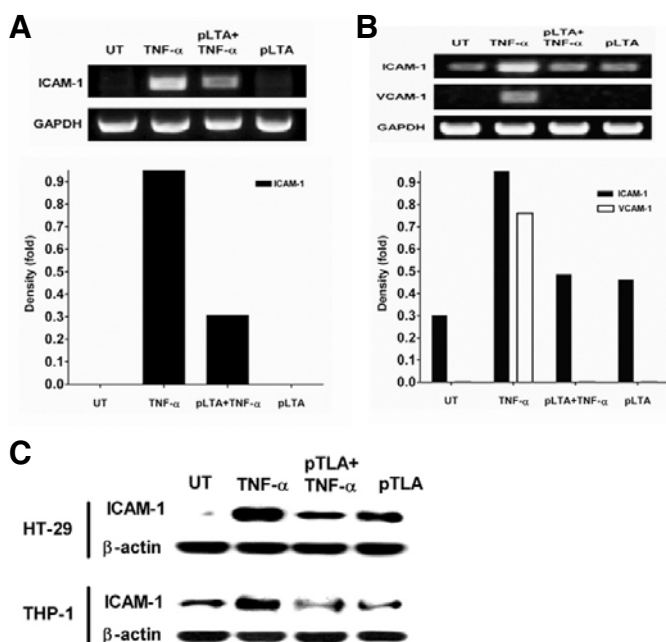 A
UT TNF-α pLTA+ TNF-α pLTA
ICAM-1
GAPDH
ICAM-1
Density (fold)
0.9
0.8
0.7
0.6
0.5
0.4
0.3
0.2
0.1
0.0
UT TNF-α pLTA+TNF-α pLTA
B
UT TNF-α pLTA+ TNF-α pLTA
ICAM-1
VCAM-1
GAPDH
ICAM-1
VCAM-1
Density (fold)
0.9
0.8
0.7
0.6
0.5
0.4
0.3
0.2
0.1
0.0
UT TNF-α pLTA+TNF-α pLTA
C
UT TNF-α pTLA+ TNF-α pTLA
HT-29
ICAM-1
β-actin
THP-1
ICAM-1
β-actin